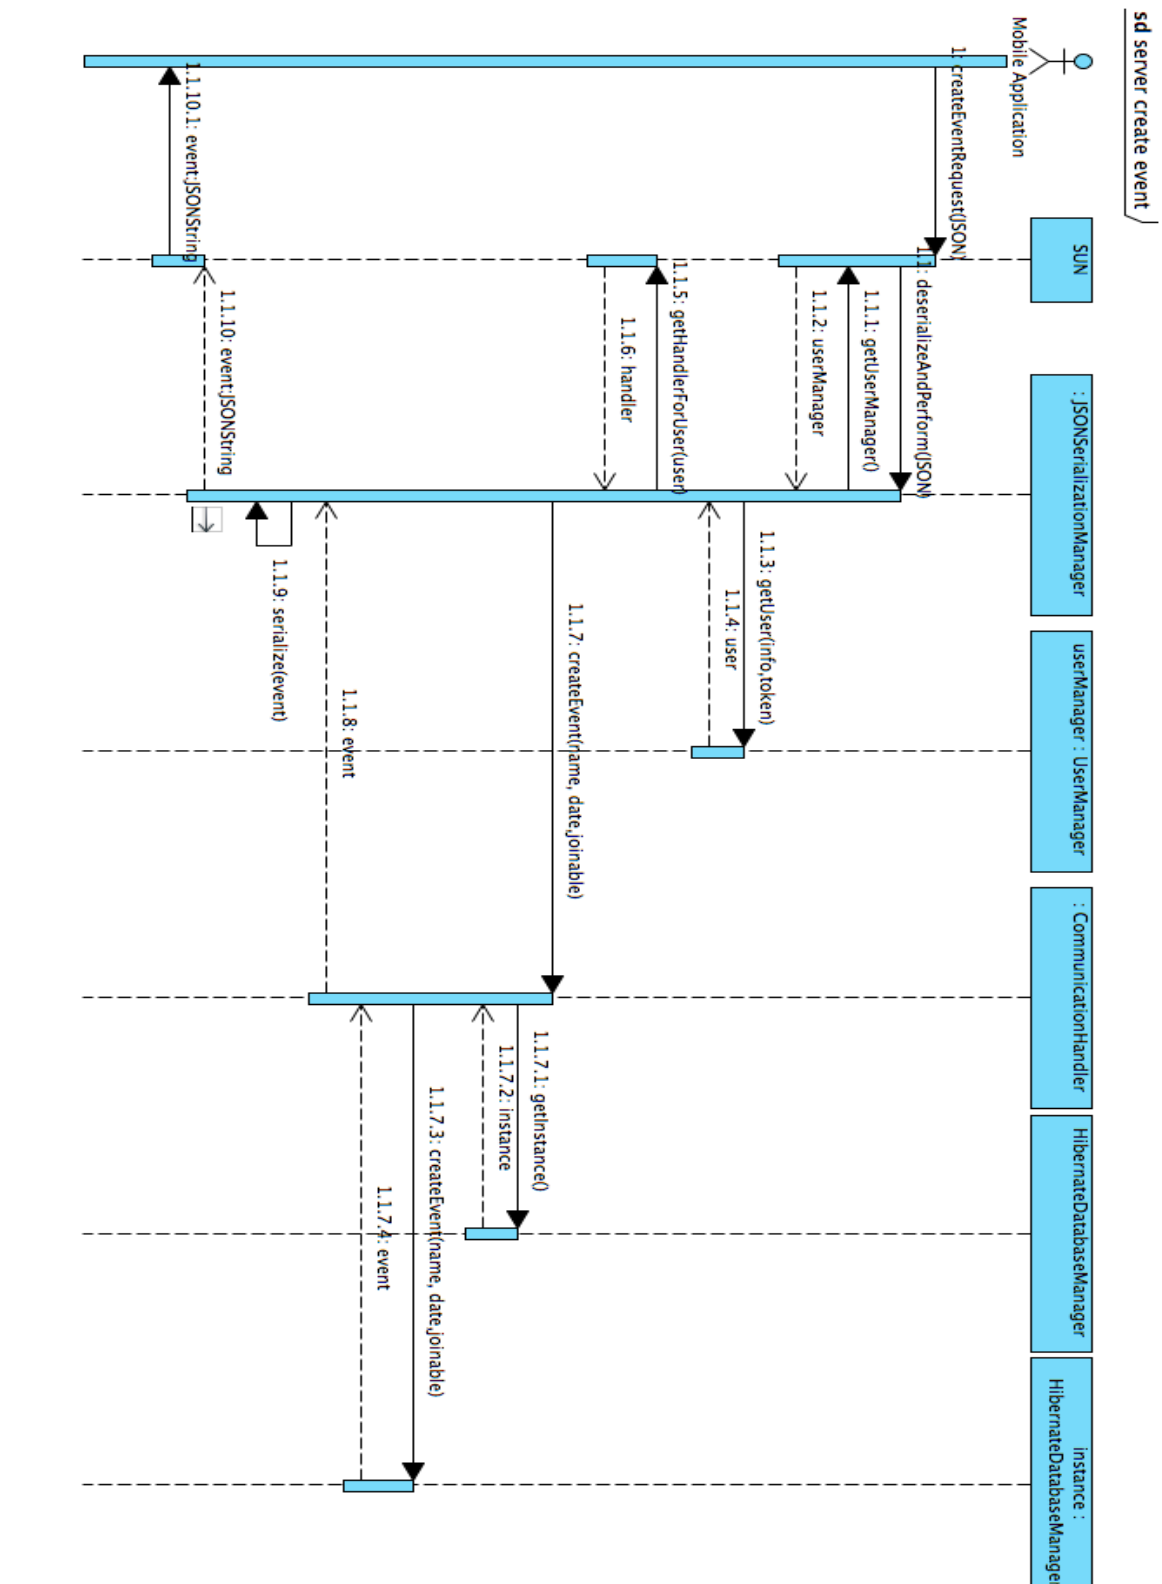 sd server create event
Mobile Application
SUN
: JSONSerializationManager
userManager : UserManager
: CommunicationHandler
HibernateDatabaseManager
instance :
HibernateDatabaseManager
1: createEventRequest(JSON)
1.1: deserializeAndPerform(JSON)
1.1.1: getUserManager()
1.1.2: userManager
1.1.3: getUser(info,token)
1.1.4: user
1.1.5: getHandlerForUser(user)
1.1.6: handler
1.1.7: createEvent(name, date,joinable)
1.1.7.1: getInstance()
1.1.7.2: instance
1.1.7.3: createEvent(name, date,joinable)
1.1.7.4: event
1.1.8: event
1.1.9: serialize(event)
1.1.10: event:JSONString
1.1.10.1: event:JSONString